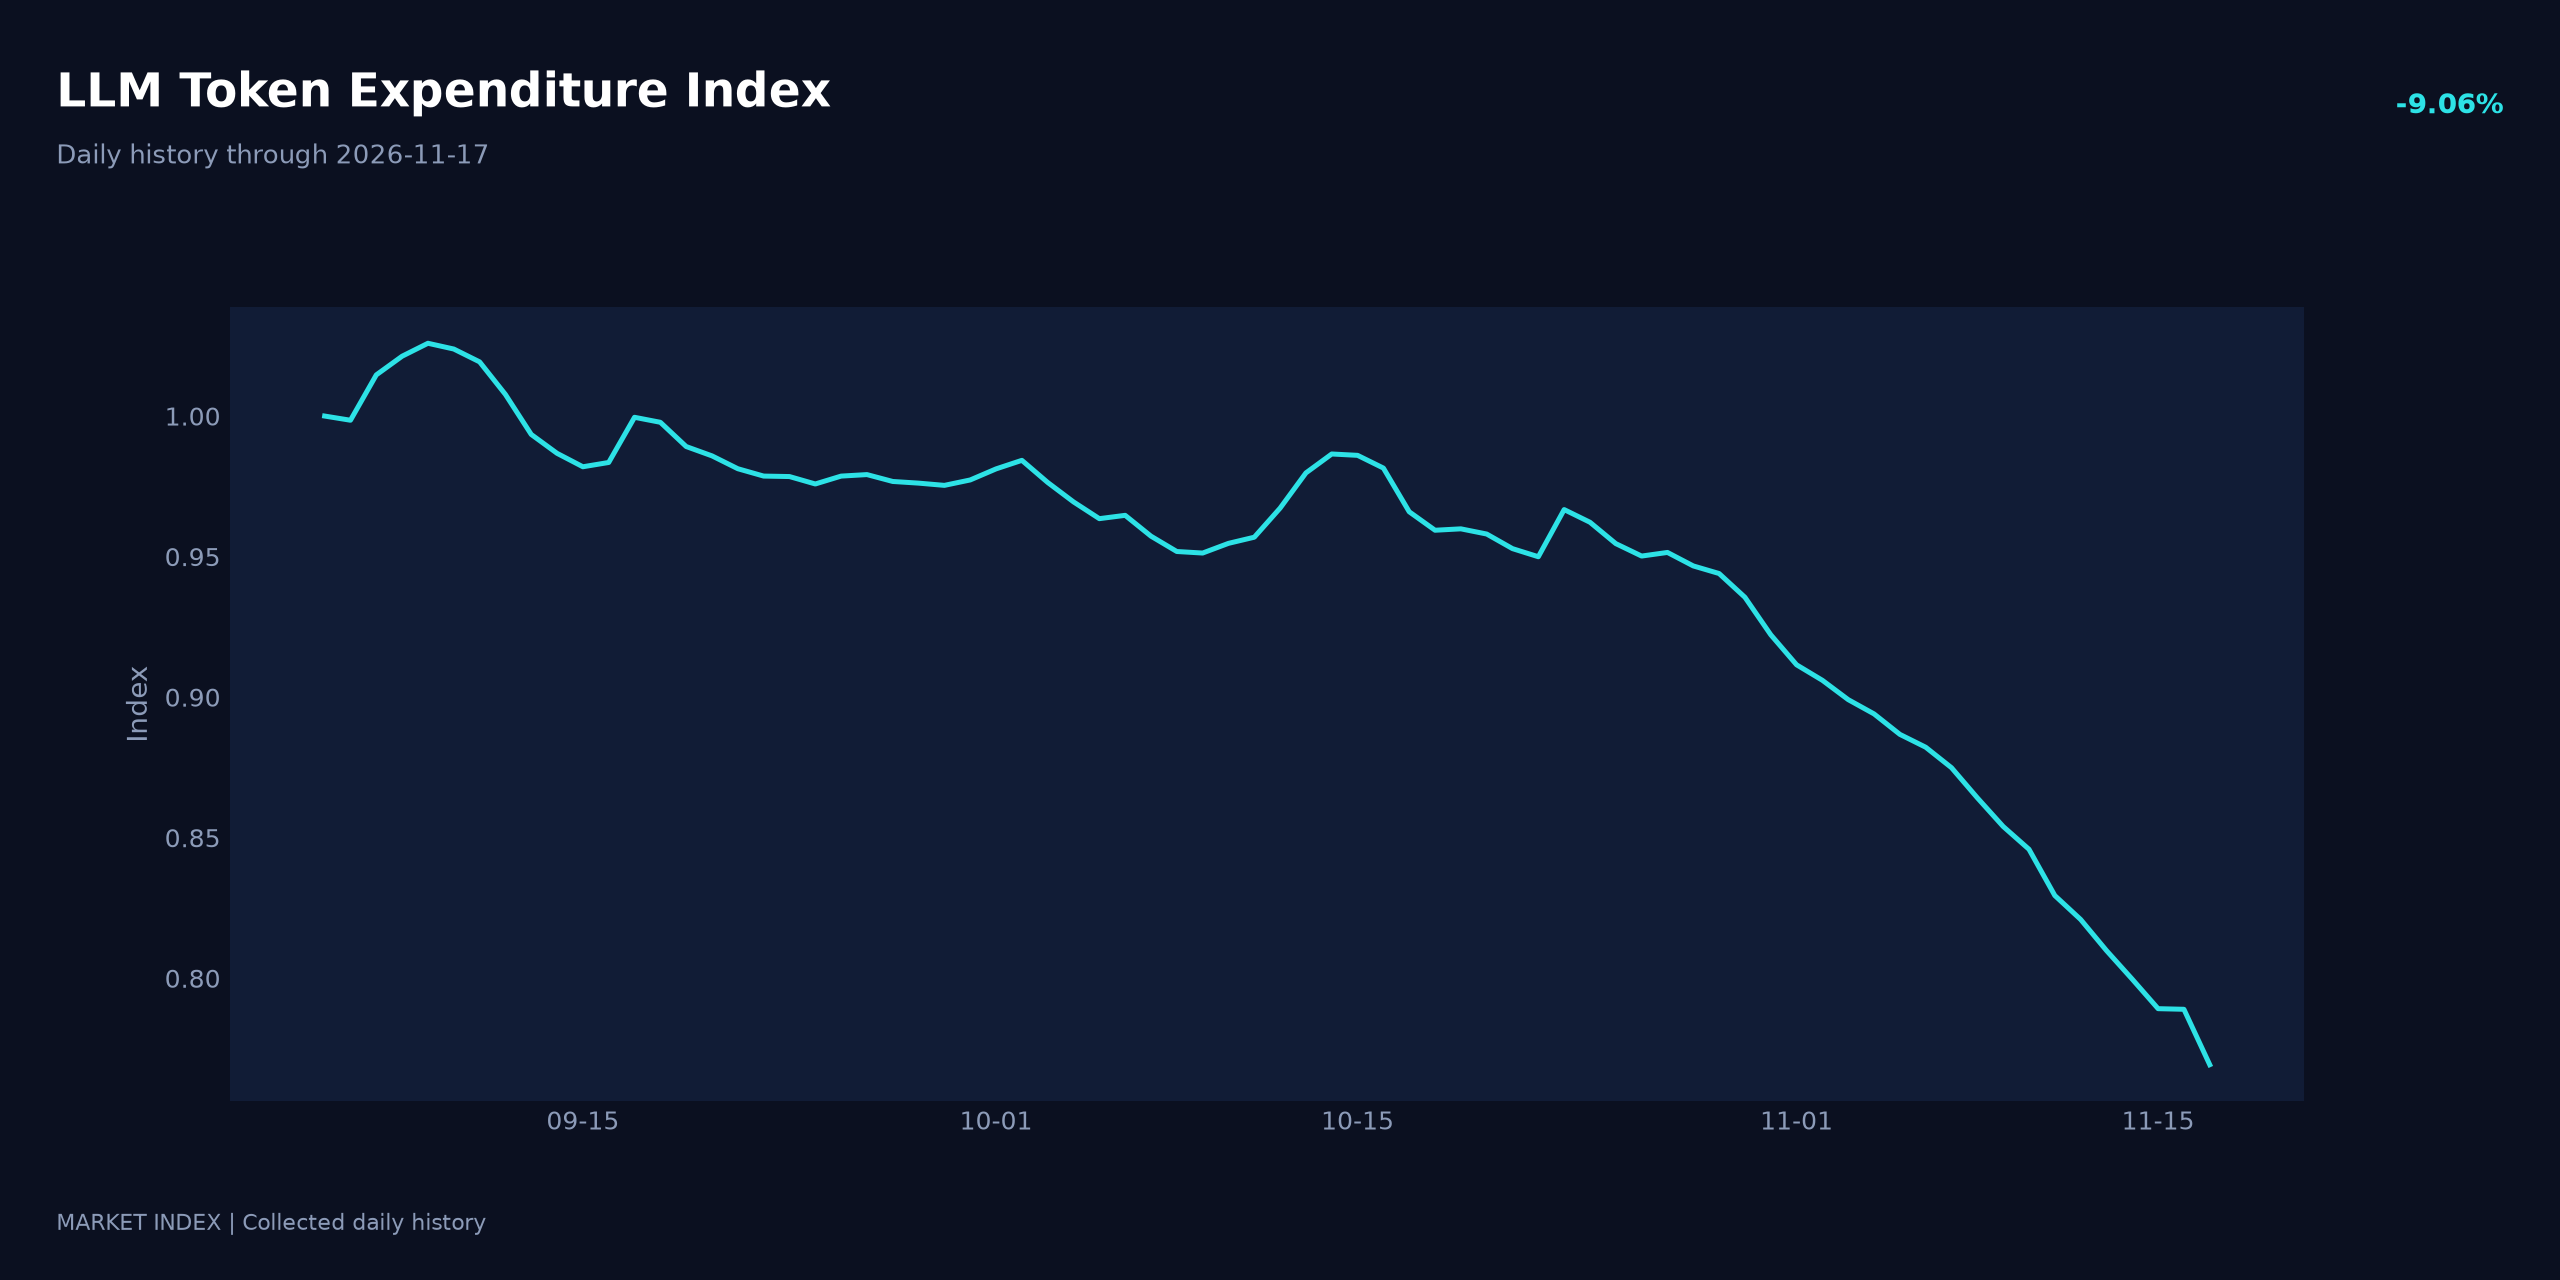 LLM Token Expenditure Index
-9.06%
Daily history through 2026-11-17
1.00
0.95
0.90
0.85
0.80
Index
09-15
10-01
10-15
11-01
11-15
MARKET INDEX | Collected daily history